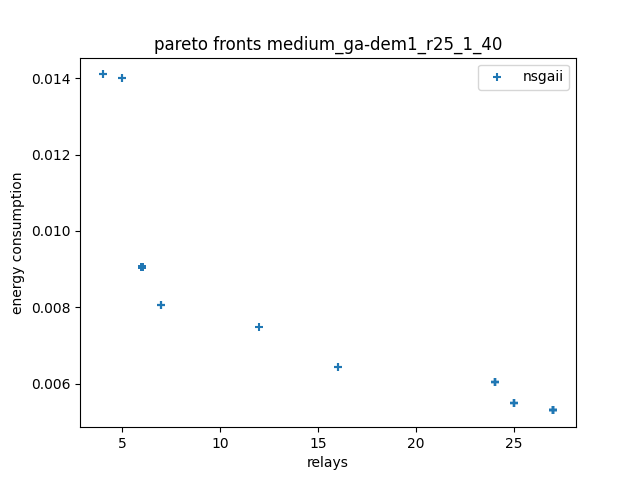 pareto fronts medium_ga-dem1_r25_1_40
nsgaii
0.014
0.012
0.010
0.008
0.006
energy consumption
5 10 15 20 25
relays